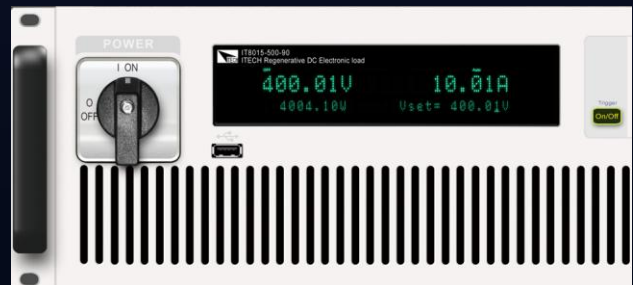 POWER
I ON
O
OFF
ITECH
IT8015-500-90
ITECH Regenerative DC Electronic load
400.01V 10.01A
4004.10W Vset= 400.01V
Trigger
On/Off